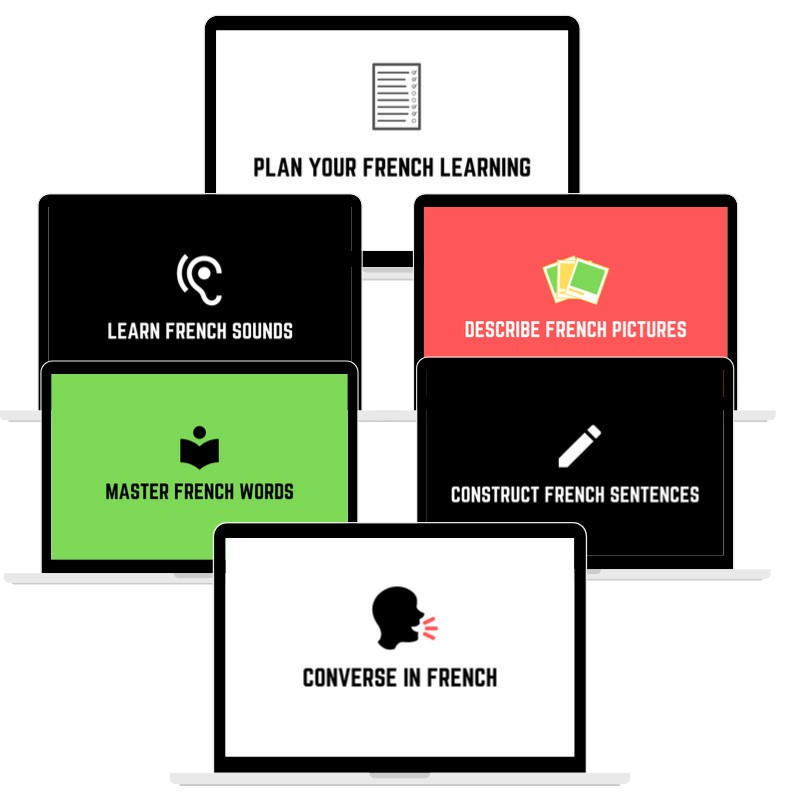 PLAN YOUR FRENCH LEARNING
LEARN FRENCH SOUNDS
DESCRIBE FRENCH PICTURES
MASTER FRENCH WORDS
CONSTRUCT FRENCH SENTENCES
CONVERSE IN FRENCH